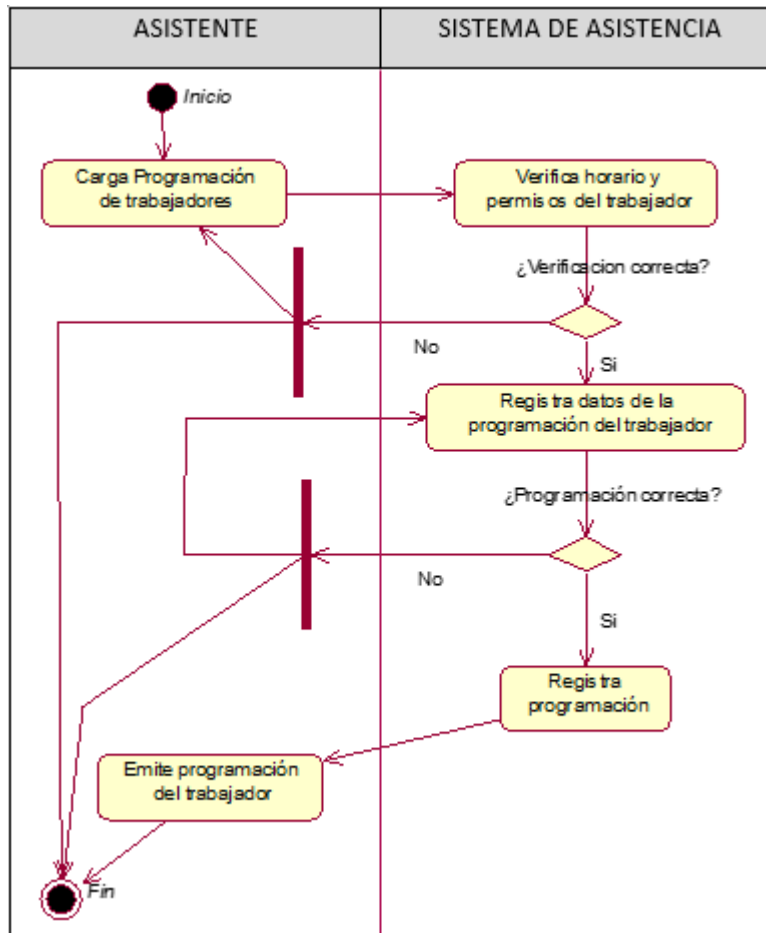 ASISTENTE
SISTEMA DE ASISTENCIA
Inicio
Carga Programación
de trabajadores
Verifica horario y
permisos del trabajador
¿Verificacion correcta?
No
Si
Registra datos de la
programación del trabajador
¿Programación correcta?
No
Si
Registra
programación
Emite programación
del trabajador
Fin